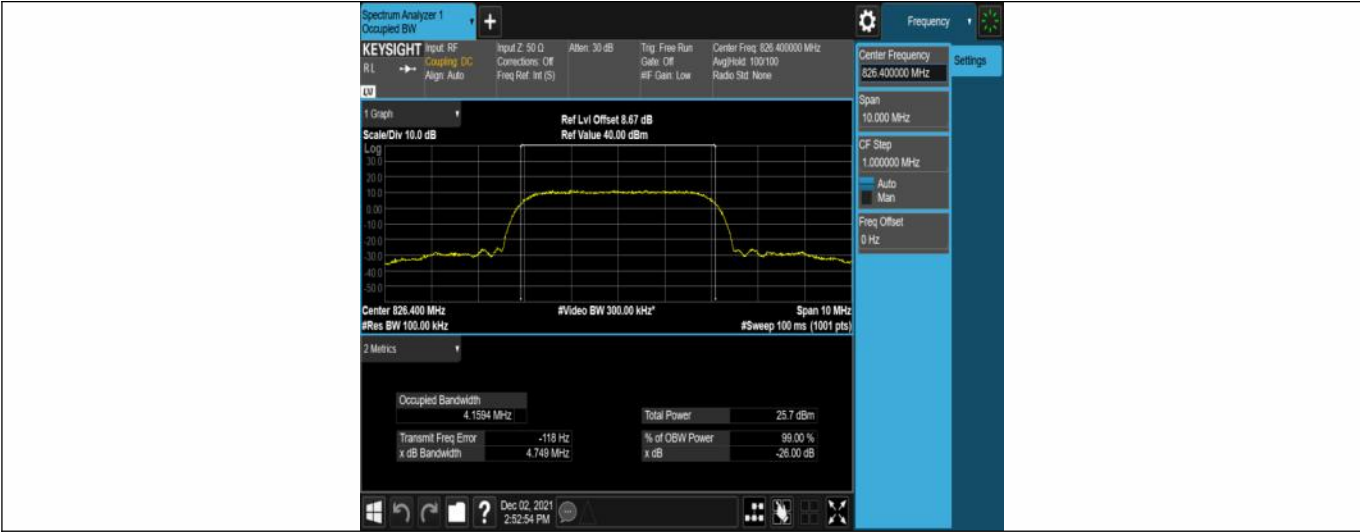 Spectrum Analyzer 1
Occupied BW
Frequency
KEYSIGHT Input: RF Input Z: 50 Ω Atten: 30 dB Trig: Free Run Center Freq: 826.400000 MHz
RL Coupling: DC Corrections: Off Gate: Off Avg|Hold: 100/100
Align: Auto Freq Ref: Int (S) #IF Gain: Low Radio Std: None
Center Frequency
826.400000 MHz
Settings
Span
10.000 MHz
CF Step
1.000000 MHz
Auto
Man
Freq Offset
0 Hz
1 Graph
Ref Lvl Offset 8.67 dB
Scale/Div 10.0 dB Ref Value 40.00 dBm
Log
30.0
20.0
10.0
0.00
-10.0
-20.0
-30.0
-40.0
-50.0
Center 826.400 MHz #Video BW 300.00 kHz* Span 10 MHz
#Res BW 100.00 kHz #Sweep 100 ms (1001 pts)
2 Metrics
Occupied Bandwidth
4.1594 MHz Total Power 25.7 dBm
Transmit Freq Error -118 Hz % of OBW Power 99.00 %
x dB Bandwidth 4.749 MHz x dB -26.00 dB
Dec 02, 2021
2:52:54 PM